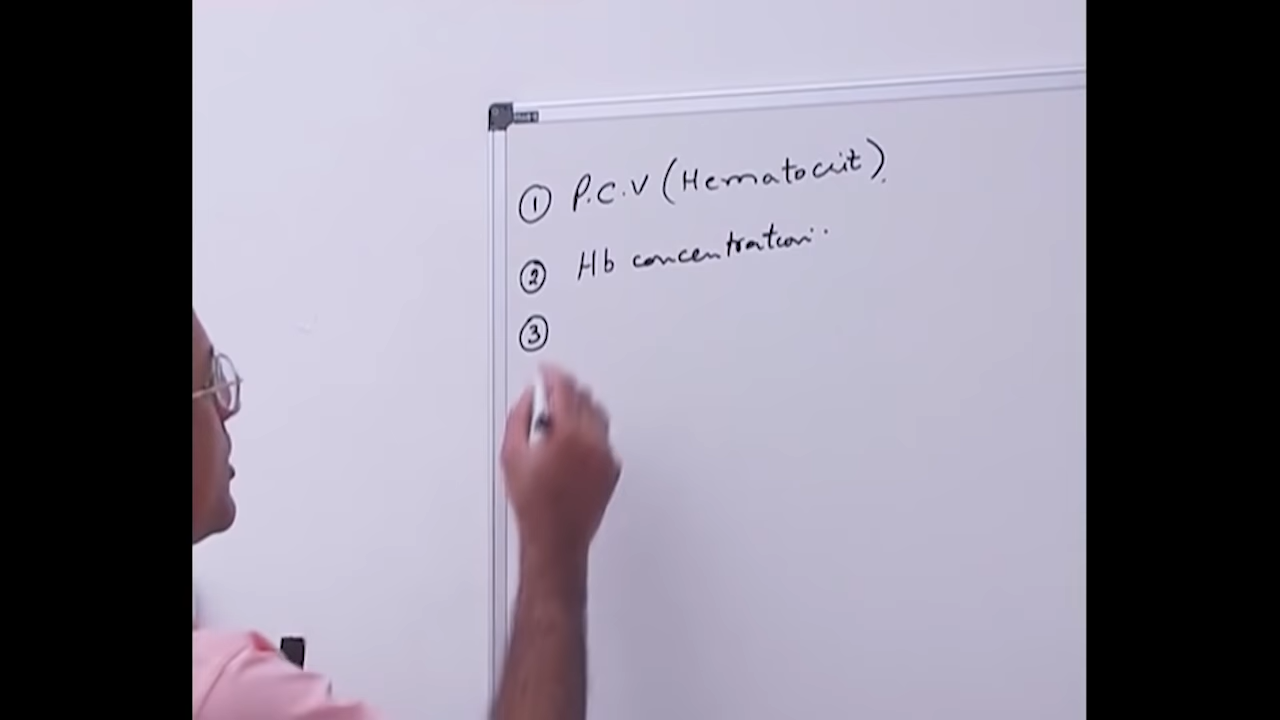 ① P.C.V (Hematocrit).
② Hb concentration.
③